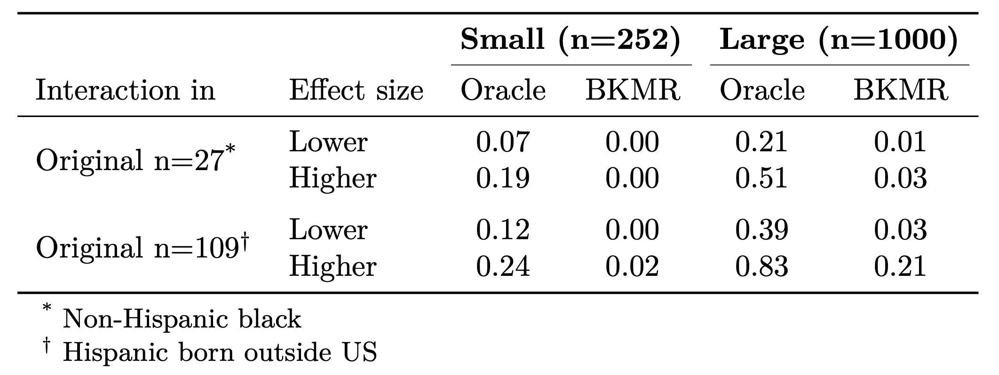 Small (n=252) Large (n=1000)
Interaction in Effect size Oracle BKMR Oracle BKMR
Original n=27* Lower 0.07 0.00 0.21 0.01
Higher 0.19 0.00 0.51 0.03
Original n=109† Lower 0.12 0.00 0.39 0.03
Higher 0.24 0.02 0.83 0.21
* Non-Hispanic black
† Hispanic born outside US